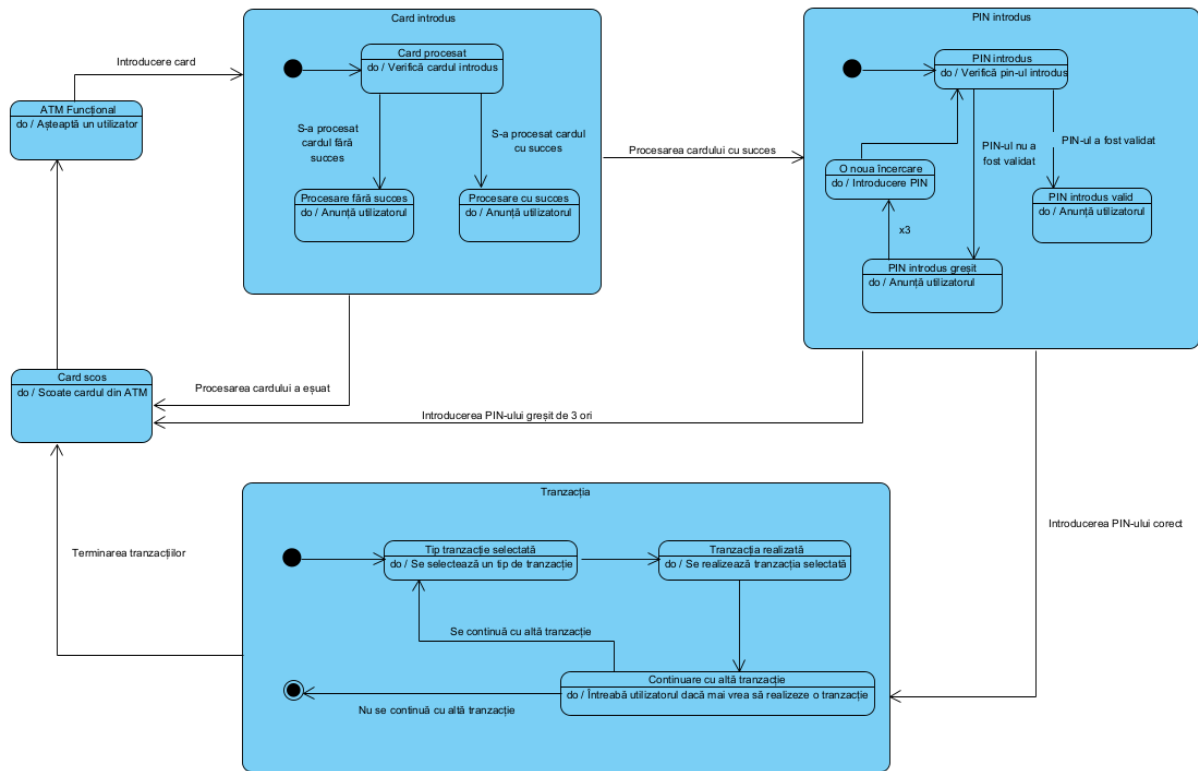 Card introdus
Card procesat
do / Verifică cardul introdus
S-a procesat
cardul fără
succes
S-a procesat cardul
cu succes
Procesare fără succes
do / Anunță utilizatorul
Procesare cu succes
do / Anunță utilizatorul
Introducere card
ATM Funcțional
do / Așteaptă un utilizator
Procesarea cardului cu succes
PIN introdus
PIN introdus
do / Verifică pin-ul introdus
PIN-ul nu a
fost validat
PIN-ul a fost validat
O noua încercare
do / Introducere PIN
PIN introdus valid
do / Anunță utilizatorul
x3
PIN introdus greșit
do / Anunță utilizatorul
Card scos
do / Scoate cardul din ATM
Procesarea cardului a eșuat
Introducerea PIN-ului greșit de 3 ori
Introducerea PIN-ului corect
Terminarea tranzacțiilor
Tranzacția
Tip tranzacție selectată
do / Se selectează un tip de tranzacție
Tranzacția realizată
do / Se realizează tranzacția selectată
Se continuă cu altă tranzacție
Continuare cu altă tranzacție
do / Întreabă utilizatorul dacă mai vrea să realizeze o tranzacție
Nu se continuă cu altă tranzacție